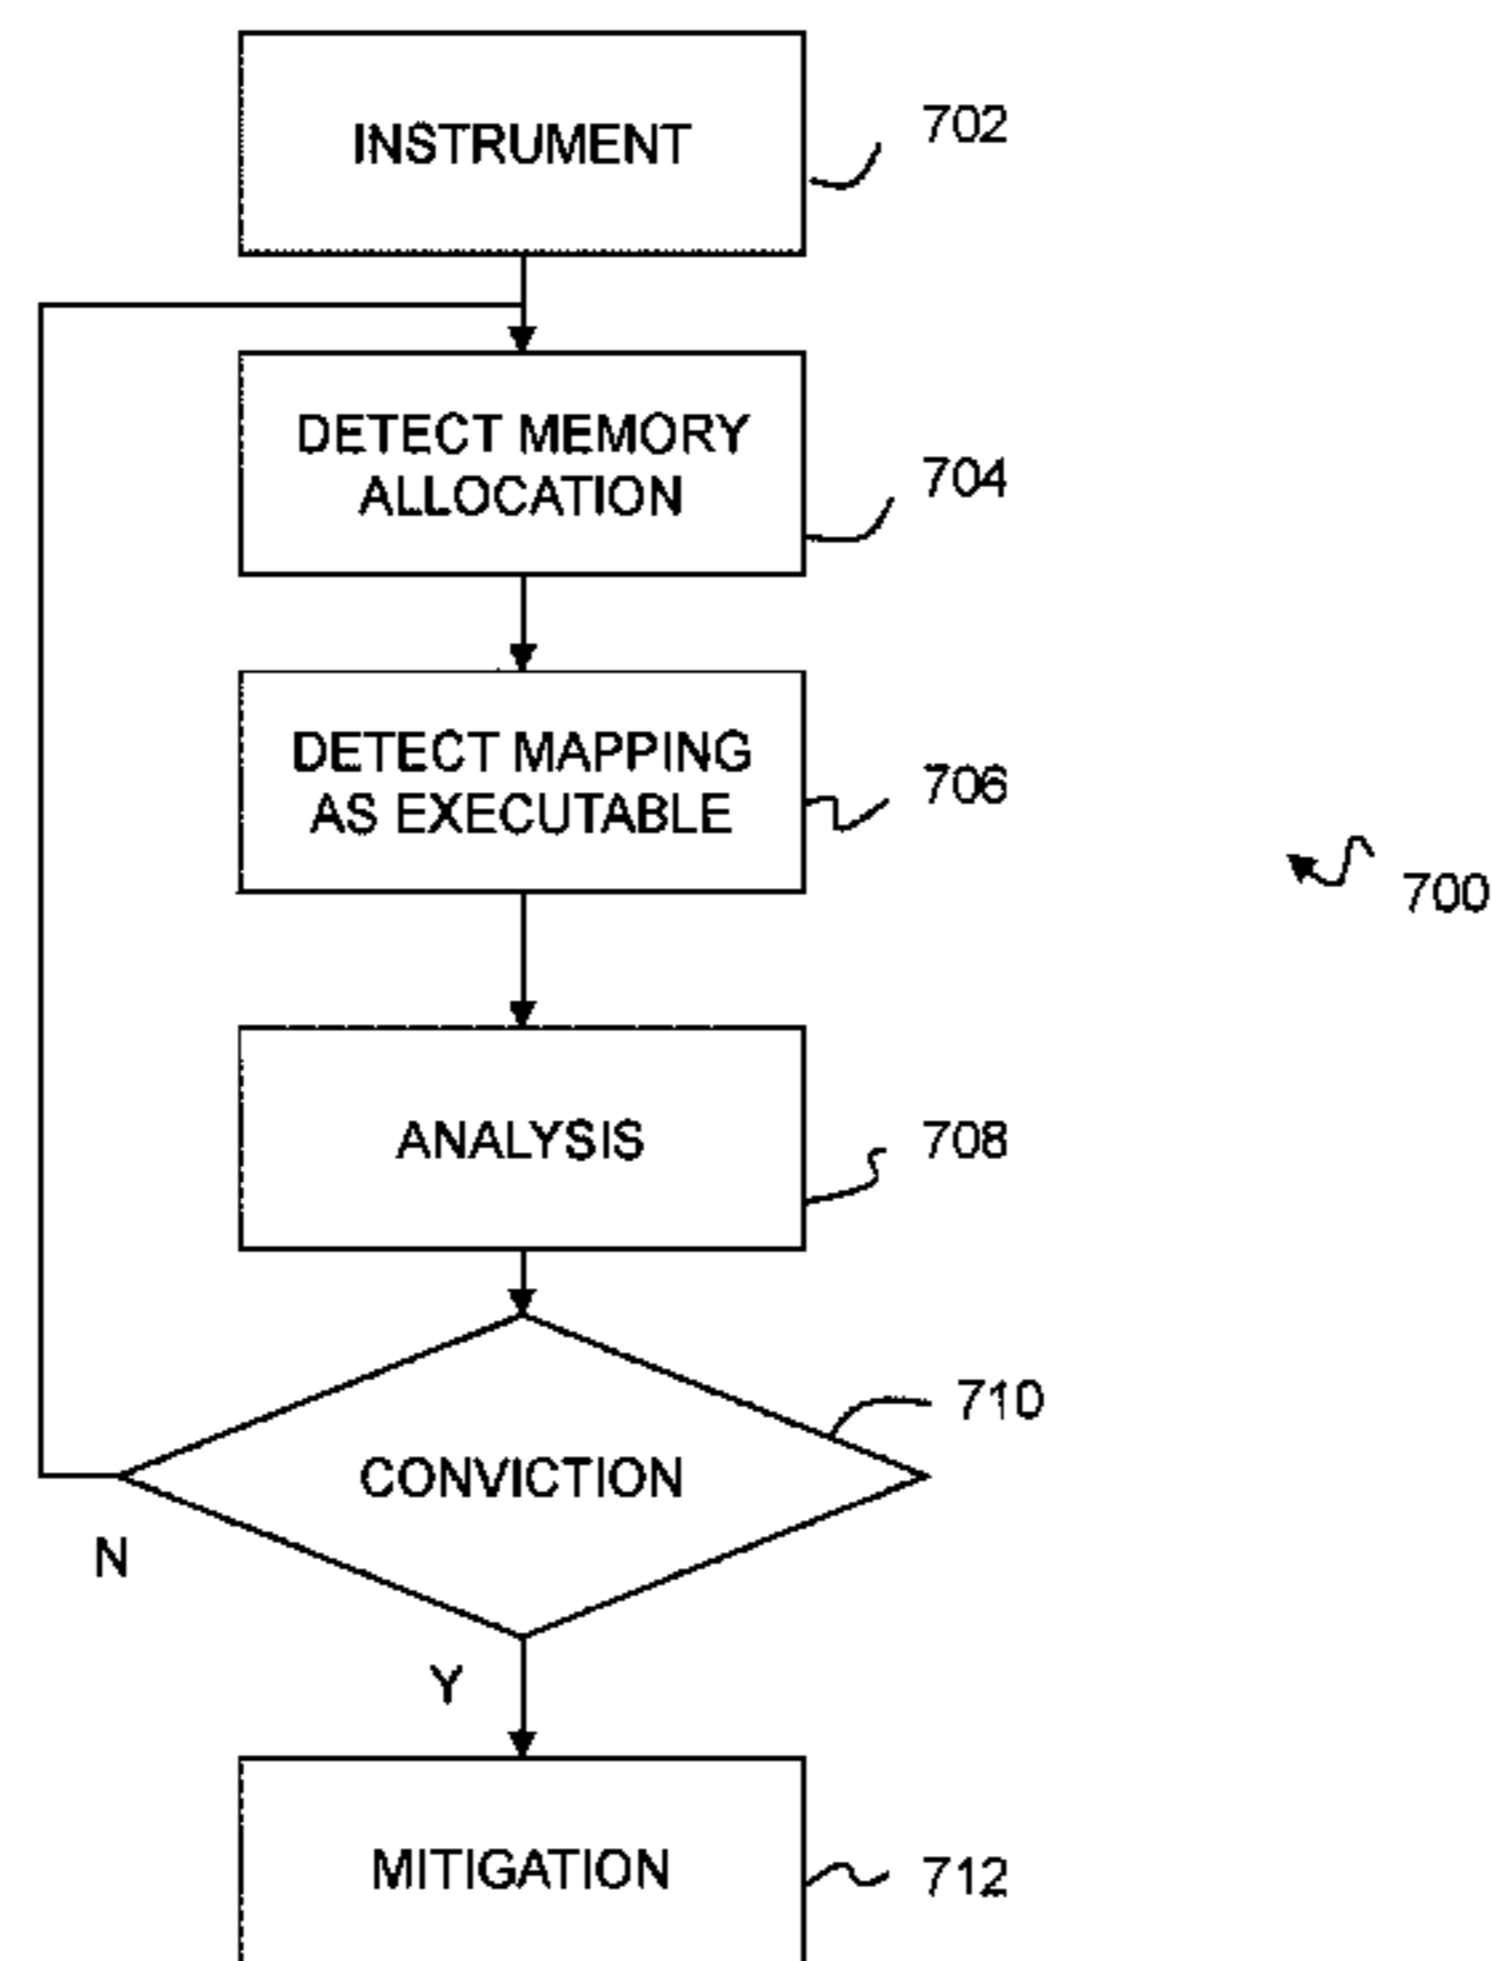 INSTRUMENT
702
DETECT MEMORY
ALLOCATION
704
DETECT MAPPING
AS EXECUTABLE
706
700
ANALYSIS
708
710
CONVICTION
N
Y
MITIGATION
712